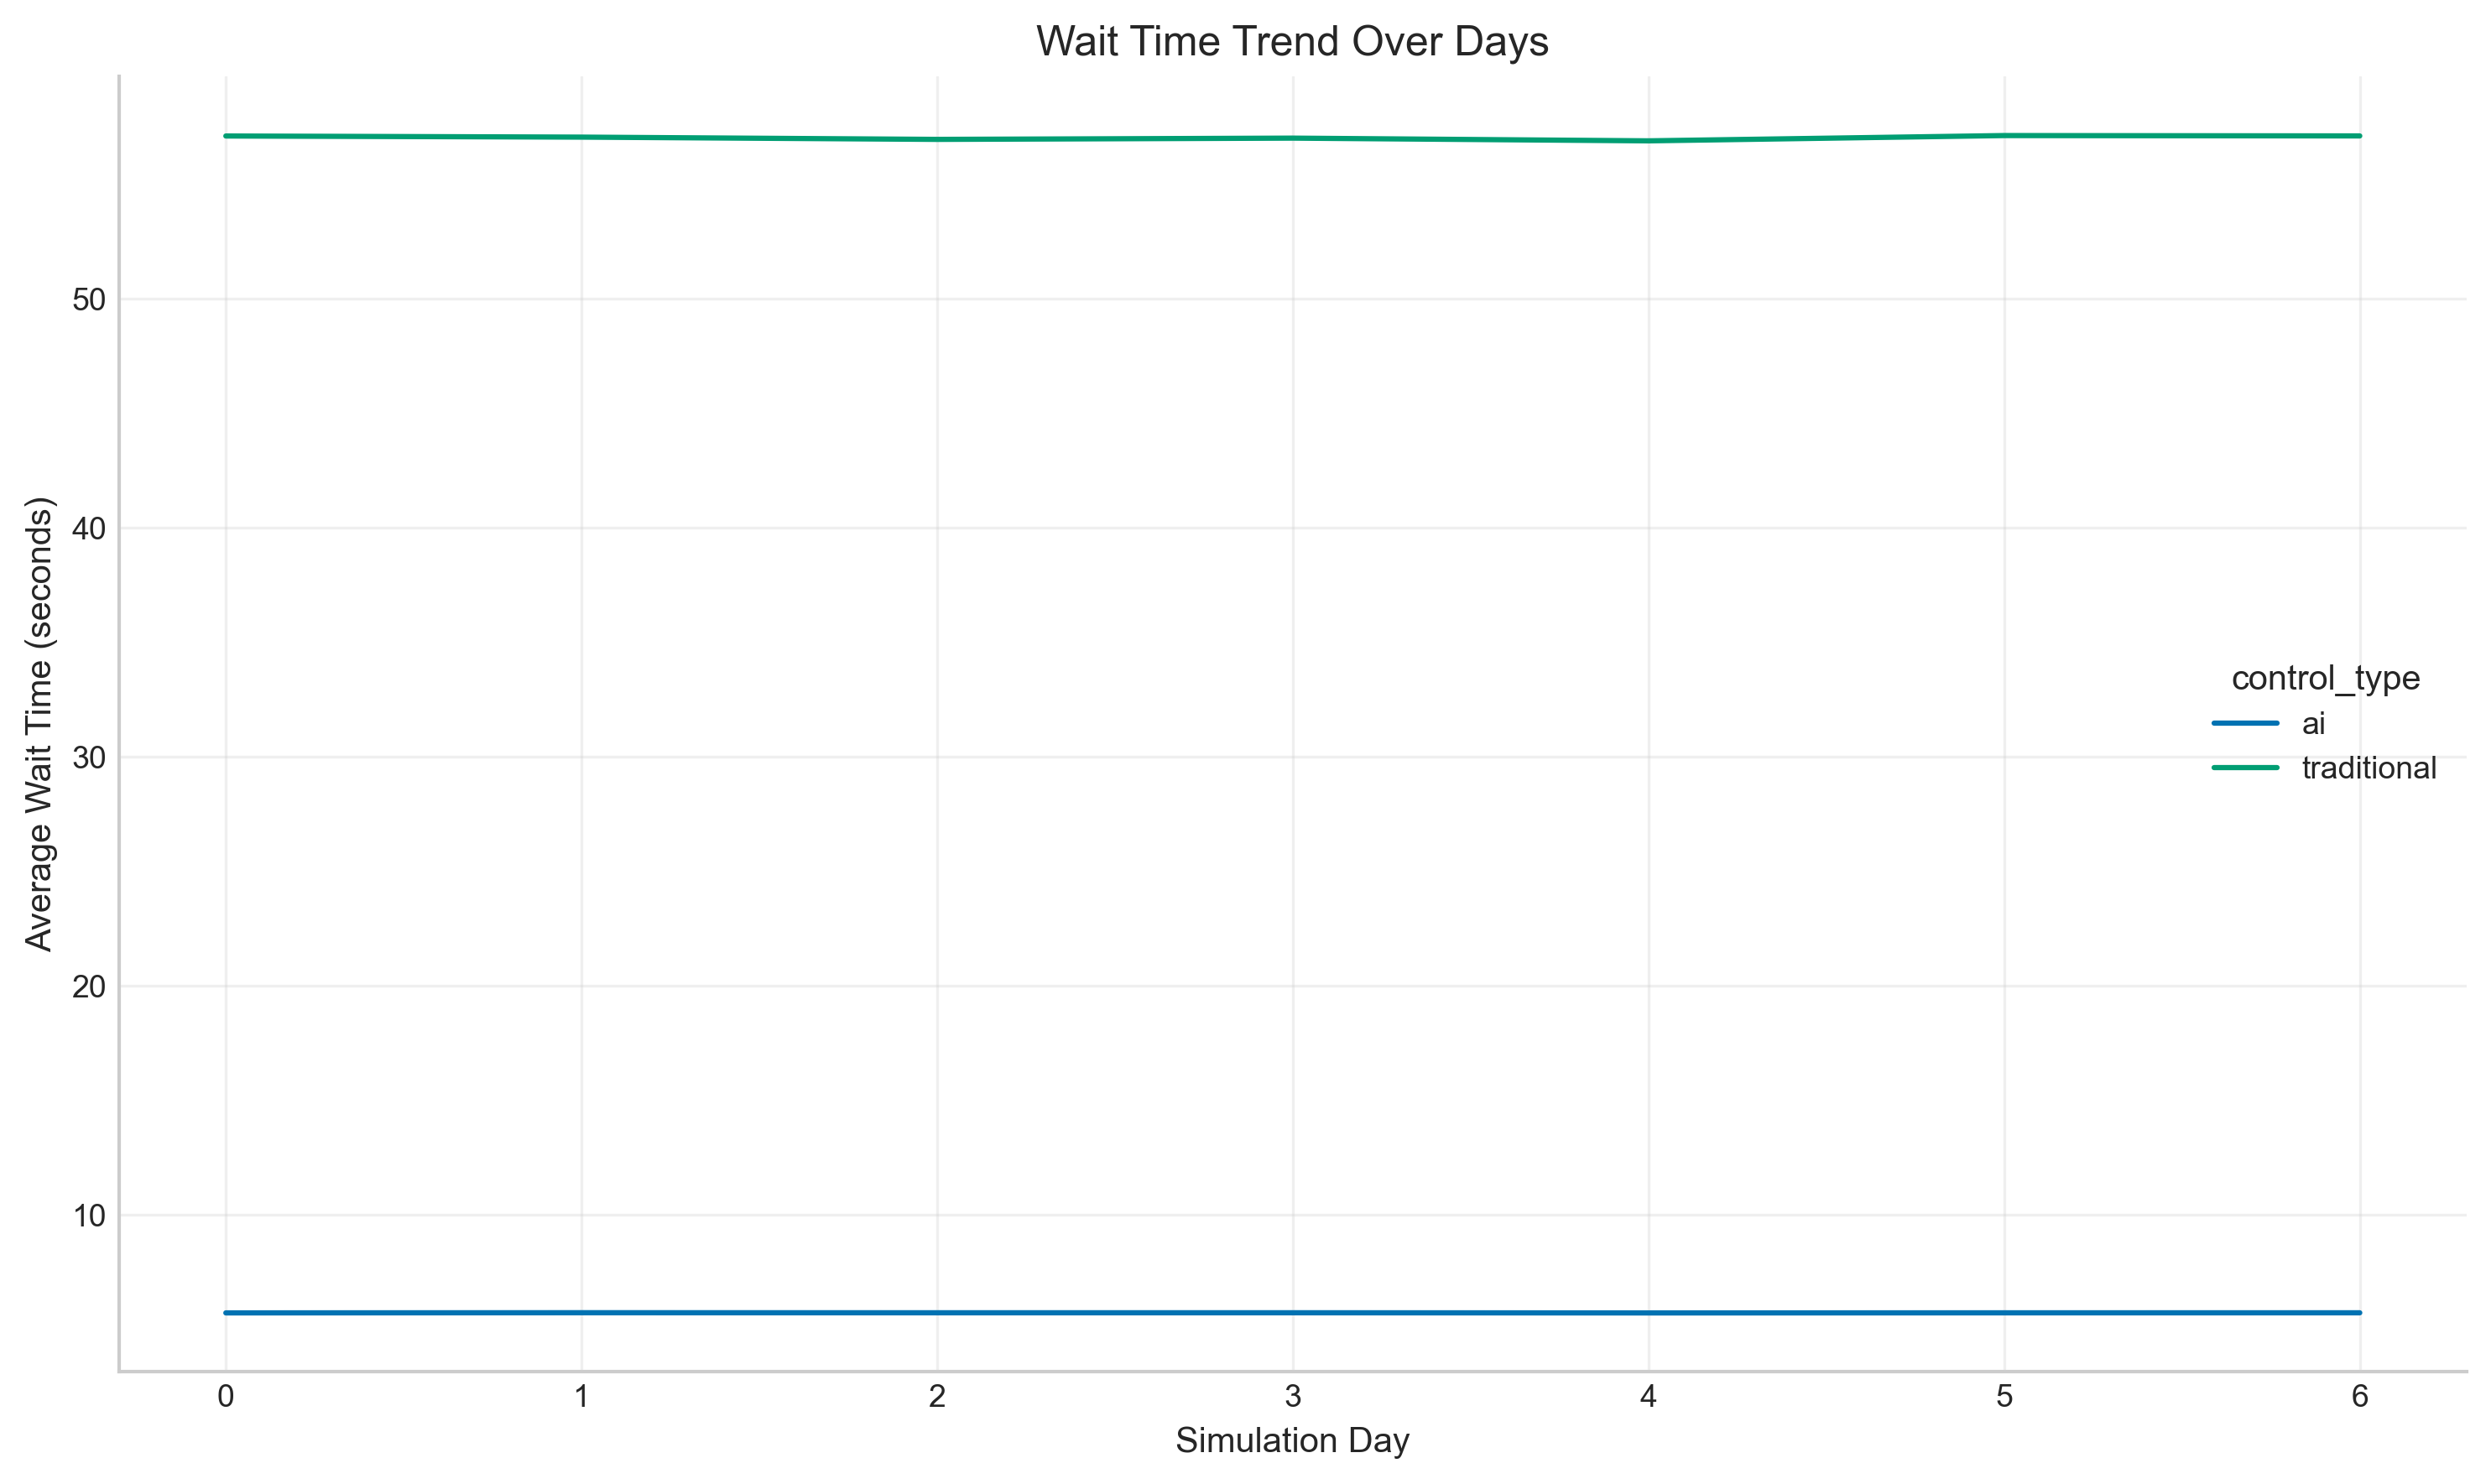 Wait Time Trend Over Days
Average Wait Time (seconds)
50
40
30
20
10
control_type
ai
traditional
0 1 2 3 4 5 6
Simulation Day